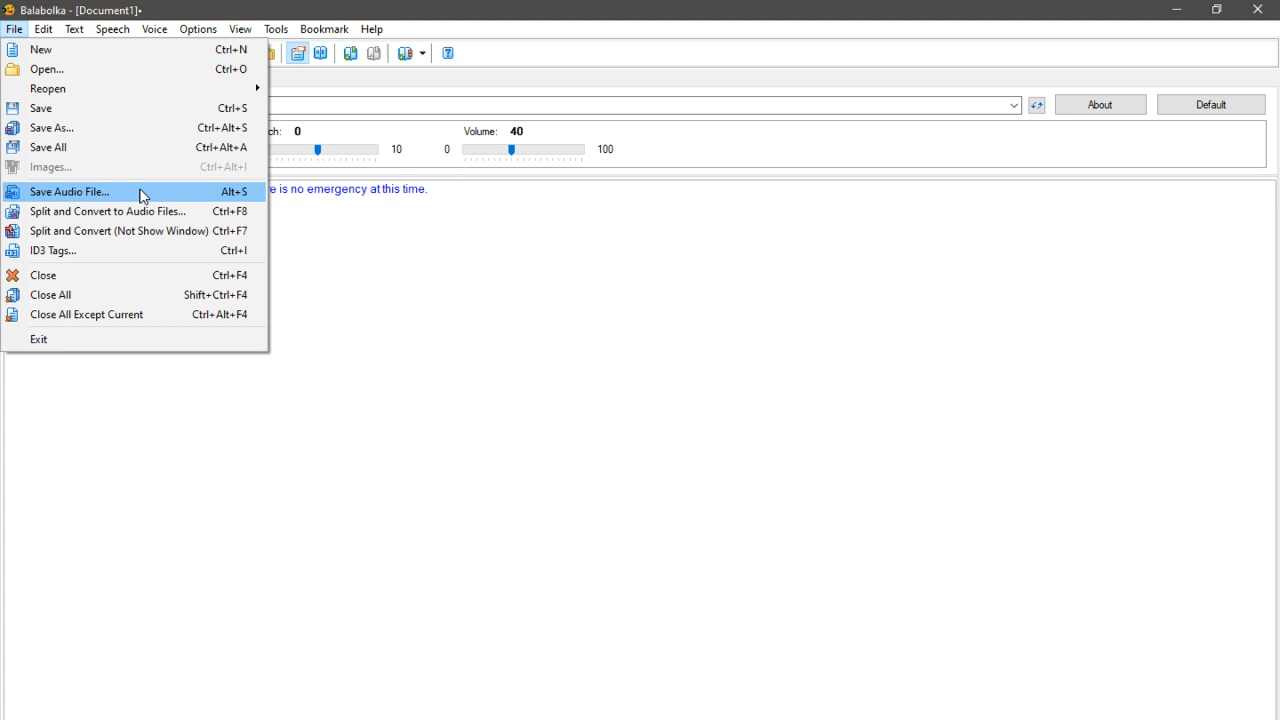 Balabolka - [Document1]•
File Edit Text Speech Voice Options View Tools Bookmark Help
New Ctrl+N
Open... Ctrl+O
Reopen
Save Ctrl+S
Save As... Ctrl+Alt+S
Save All Ctrl+Alt+A
Images... Ctrl+Alt+I
Save Audio File... Alt+S
Split and Convert to Audio Files... Ctrl+F8
Split and Convert (Not Show Window) Ctrl+F7
ID3 Tags... Ctrl+I
Close Ctrl+F4
Close All Shift+Ctrl+F4
Close All Except Current Ctrl+Alt+F4
Exit
About Default
ch: 0 Volume: 40
10 0 100
e is no emergency at this time.